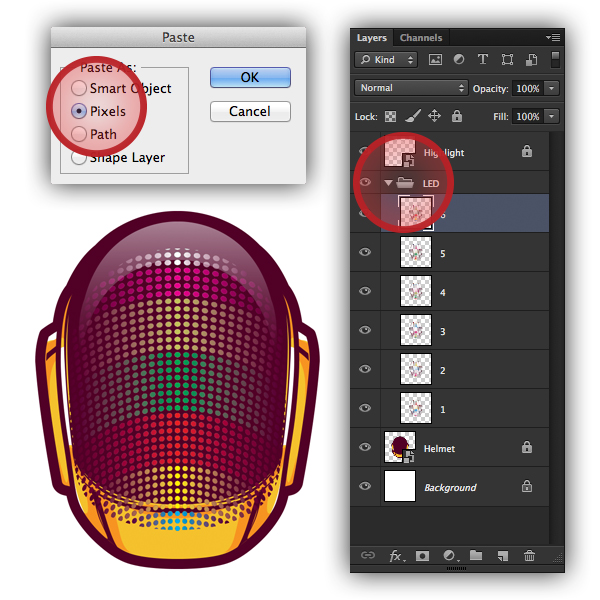 Paste
Paste As:
Smart Object
Pixels
Path
Shape Layer
OK
Cancel
Layers Channels
Kind
Normal Opacity: 100%
Lock: Fill: 100%
Highlight
LED
6
5
4
3
2
1
Helmet
Background
fx